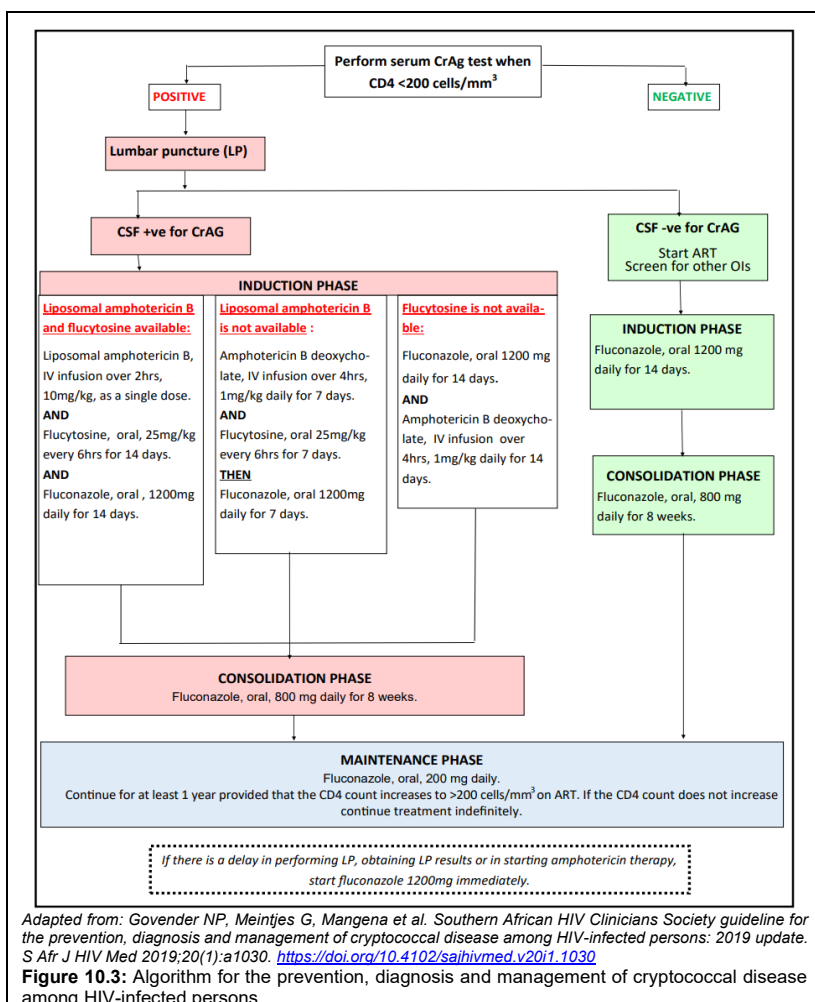 Perform serum CrAg test when
CD4 <200 cells/mm³
POSITIVE
NEGATIVE
Lumbar puncture (LP)
CSF +ve for CrAG
CSF -ve for CrAG
Start ART
Screen for other OIs
INDUCTION PHASE
Liposomal amphotericin B
and flucytosine available:
Liposomal amphotericin B,
IV infusion over 2hrs,
10mg/kg, as a single dose.
AND
Flucytosine, oral, 25mg/kg
every 6hrs for 14 days.
AND
Fluconazole, oral , 1200mg
daily for 14 days.
Liposomal amphotericin B
is not available :
Amphotericin B deoxycho-
late, IV infusion over 4hrs,
1mg/kg daily for 7 days.
AND
Flucytosine, oral 25mg/kg
every 6hrs for 7 days.
THEN
Fluconazole, oral 1200mg
daily for 7 days.
Flucytosine is not availa-
ble:
Fluconazole, oral 1200 mg
daily for 14 days.
AND
Amphotericin B deoxycho-
late, IV infusion over
4hrs, 1mg/kg daily for 14
days.
INDUCTION PHASE
Fluconazole, oral 1200 mg
daily for 14 days.
CONSOLIDATION PHASE
Fluconazole, oral, 800 mg
daily for 8 weeks.
CONSOLIDATION PHASE
Fluconazole, oral, 800 mg daily for 8 weeks.
MAINTENANCE PHASE
Fluconazole, oral, 200 mg daily.
Continue for at least 1 year provided that the CD4 count increases to >200 cells/mm³ on ART. If the CD4 count does not increase
continue treatment indefinitely.
If there is a delay in performing LP, obtaining LP results or in starting amphotericin therapy,
start fluconazole 1200mg immediately.
Adapted from: Govender NP, Meintjes G, Mangena et al. Southern African HIV Clinicians Society guideline for
the prevention, diagnosis and management of cryptococcal disease among HIV-infected persons: 2019 update.
S Afr J HIV Med 2019;20(1):a1030. https://doi.org/10.4102/sajhivmed.v20i1.1030
Figure 10.3: Algorithm for the prevention, diagnosis and management of cryptococcal disease
among HIV-infected persons